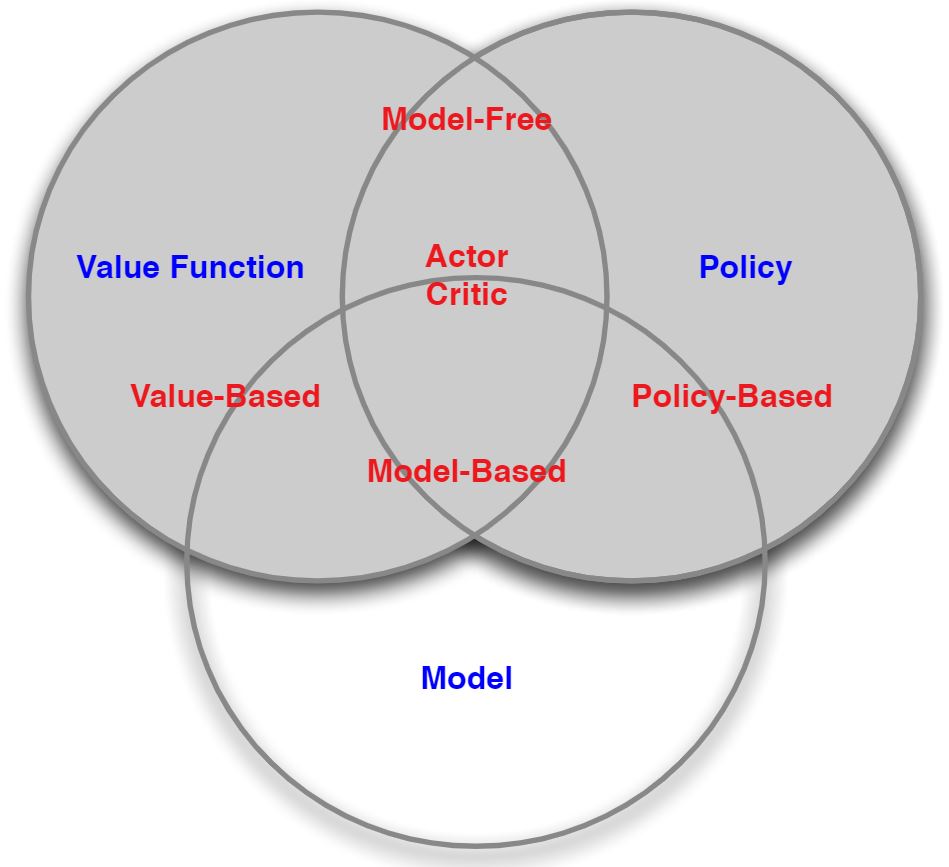 Model-Free
Actor
Critic
Value Function
Policy
Value-Based
Policy-Based
Model-Based
Model